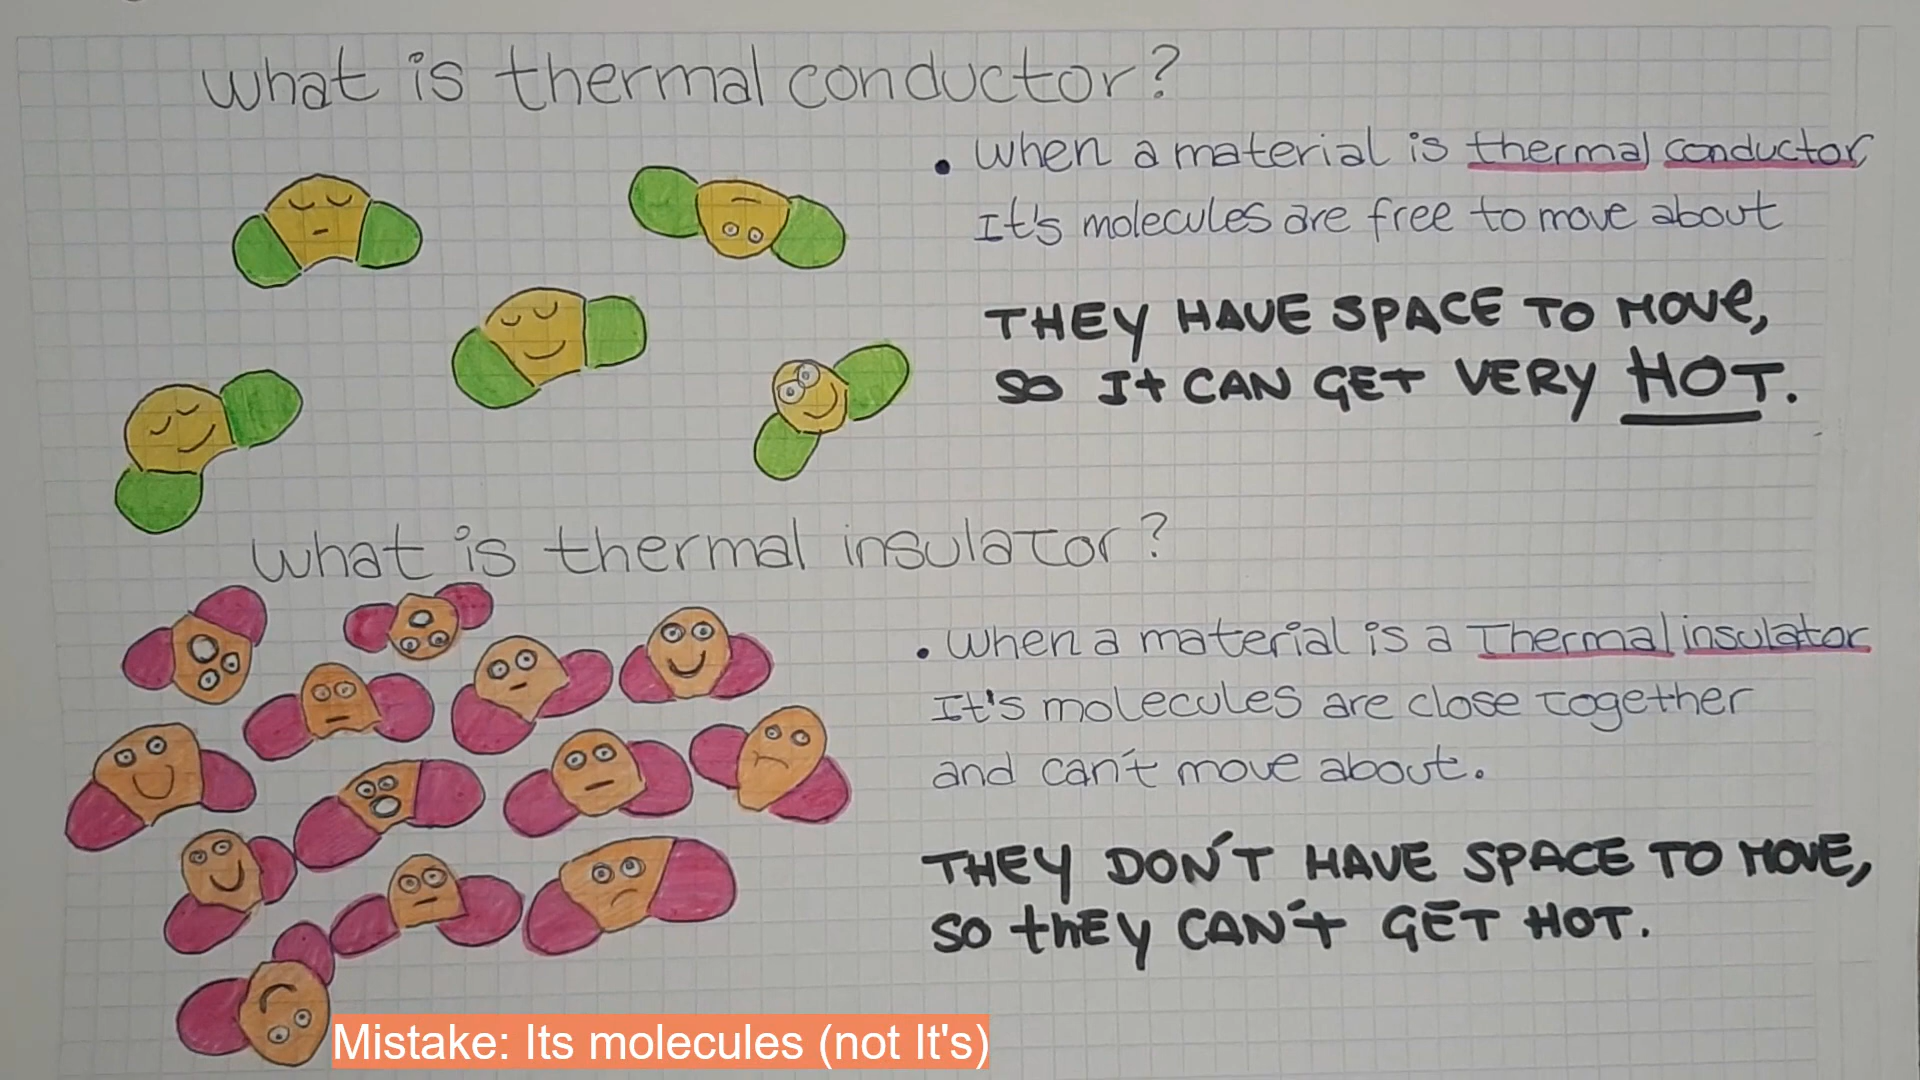 What is thermal conductor?
• When a material is thermal conductor
It's molecules are free to move about
THEY HAVE SPACE TO MOVe,
SO It CAN GET VERY HOT.
What is thermal insulator?
• When a material is a Thermal insulator
It's molecules are close together
and can't move about.
THEY DON'T HAVE SPACE TO MOVE,
SO thEY CAN'T GET HOT.
Mistake: Its molecules (not It's)